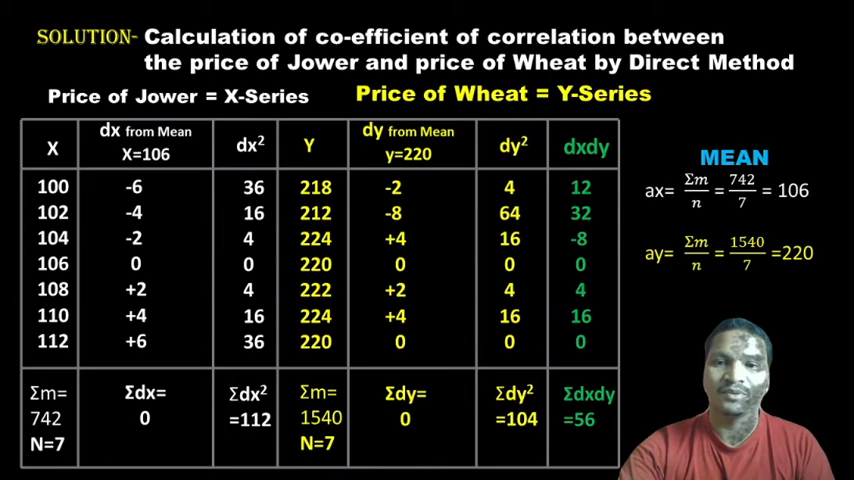 SOLUTION- Calculation of co-efficient of correlation between
the price of Jower and price of Wheat by Direct Method
Price of Jower = X-Series Price of Wheat = Y-Series
X dx from Mean X=106 dx² Y dy from Mean y=220 dy² dxdy
100 -6 36 218 -2 4 12
102 -4 16 212 -8 64 32
104 -2 4 224 +4 16 -8
106 0 0 220 0 0 0
108 +2 4 222 +2 4 4
110 +4 16 224 +4 16 16
112 +6 36 220 0 0 0
Σm= Σdx= Σdx² Σm= Σdy= Σdy² Σdxdy
742 0 =112 1540 0 =104 =56
N=7 N=7
MEAN
ax= Σm/n = 742/7 = 106
ay= Σm/n = 1540/7 =220